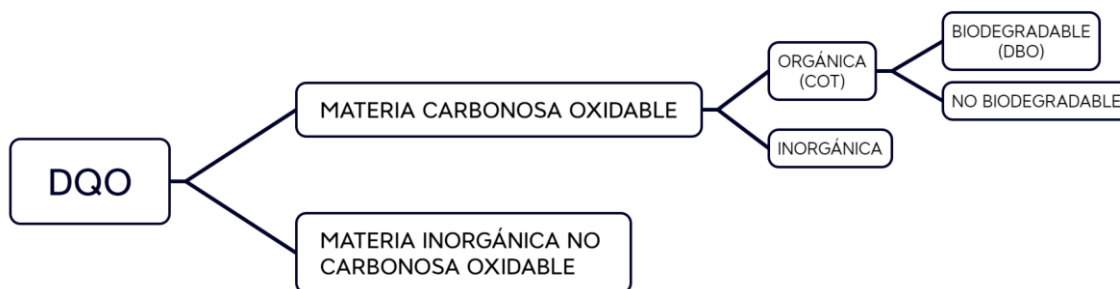 DQO
MATERIA CARBONOSA OXIDABLE
ORGÁNICA
(COT)
BIODEGRADABLE
(DBO)
NO BIODEGRADABLE
INORGÁNICA
MATERIA INORGÁNICA NO
CARBONOSA OXIDABLE